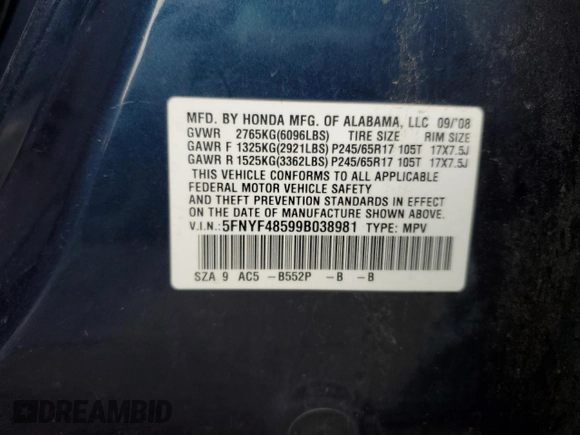 MFD. BY HONDA MFG. OF ALABAMA, LLC 09/'08
GVWR 2765KG(6096LBS) TIRE SIZE RIM SIZE
GAWR F 1325KG(2921LBS) P245/65R17 105T 17X7.5J
GAWR R 1525KG(3362LBS) P245/65R17 105T 17X7.5J
THIS VEHICLE CONFORMS TO ALL APPLICABLE
FEDERAL MOTOR VEHICLE SAFETY
AND THEFT PREVENTION STANDARDS IN EFFECT
ON THE DATE OF MANUFACTURE SHOWN ABOVE.
V.I.N.: 5FNYF48599B038981 TYPE: MPV
SZA 9 AC5 -B552P -B -B
DREAMBID